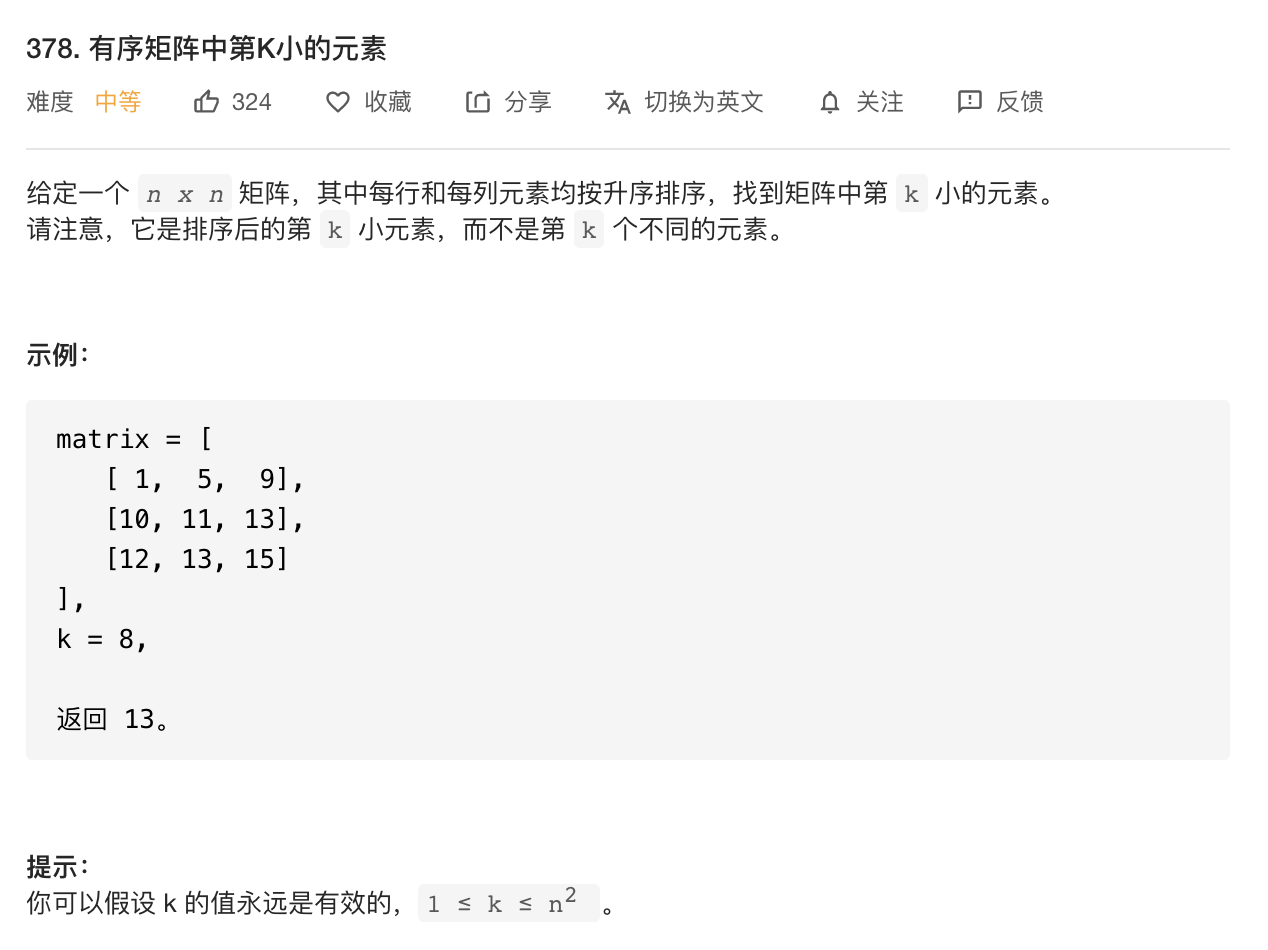 378. 有序矩阵中第K小的元素
难度 中等 324 收藏 分享 切换为英文 关注 反馈
给定一个 n x n 矩阵，其中每行和每列元素均按升序排序，找到矩阵中第 k 小的元素。
请注意，它是排序后的第 k 小元素，而不是第 k 个不同的元素。
示例：
matrix = [
[ 1, 5, 9],
[10, 11, 13],
[12, 13, 15]
],
k = 8,
返回 13。
提示：
你可以假设 k 的值永远是有效的，1 ≤ k ≤ n² 。